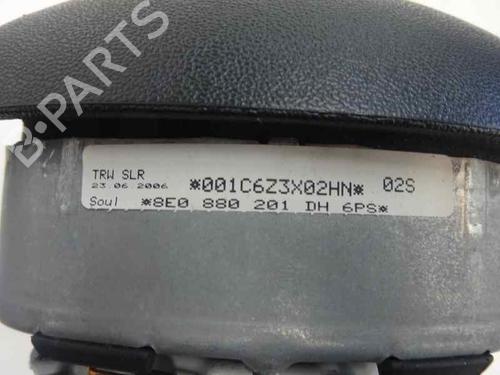 B-PARTS
TRW SLR
23.06 2006 *001C6Z3X02HN* 02S
Soul *8E0 880 201 DH 6PS*